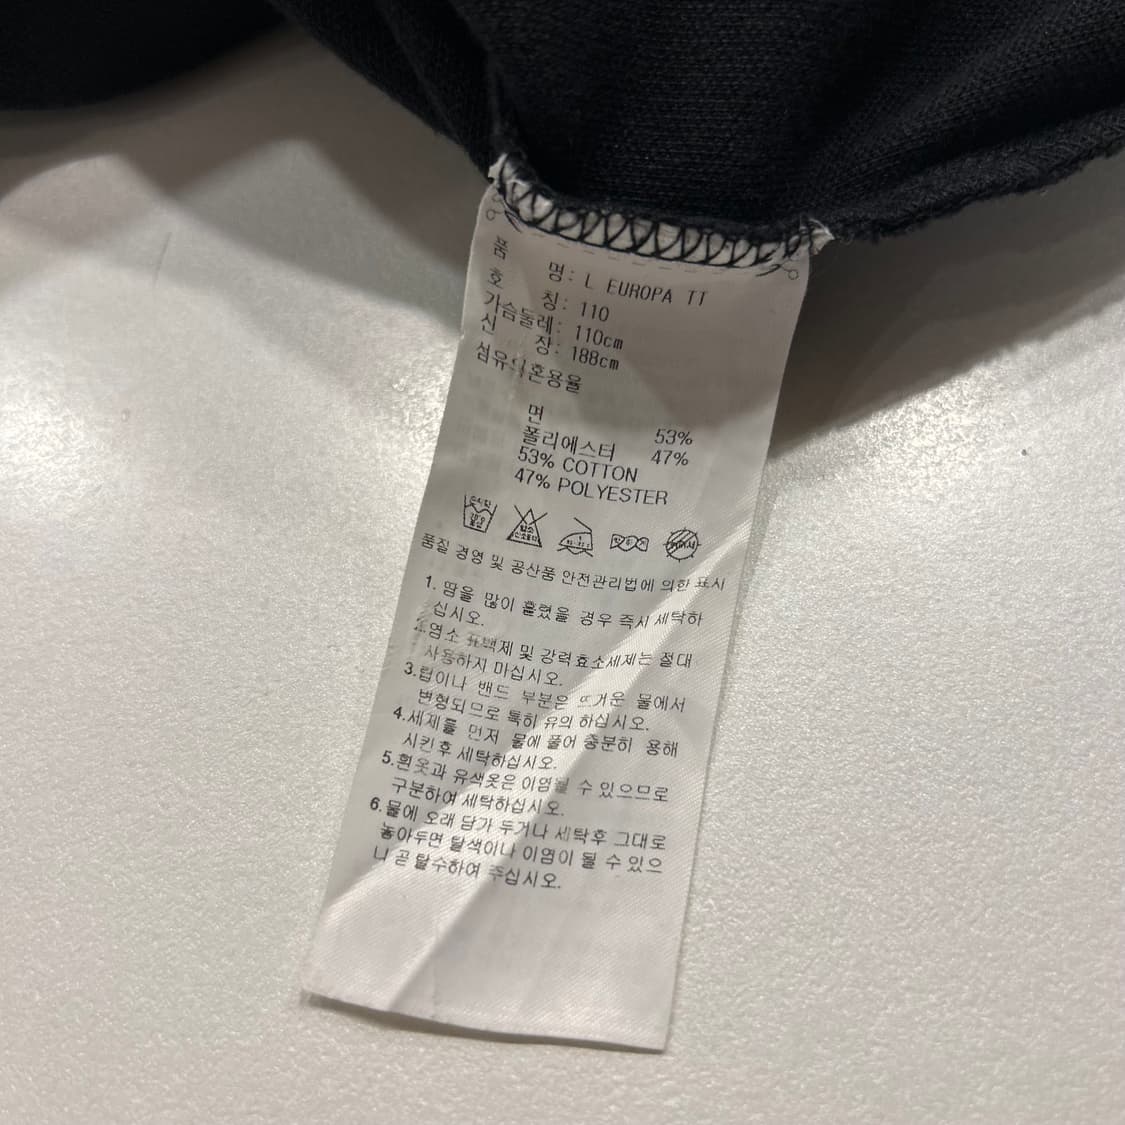 품 명: L EUROPA TT
호 칭: 110
가슴둘레: 110cm
신 장: 188cm
섬유의혼용율
면 53%
폴리에스터 47%
53% COTTON
47% POLYESTER
품질 경영 및 공산품 안전관리법에 의한 표시
1. 땀을 많이 흘렸을 경우 즉시 세탁하
십시오.
2.염소 표백제 및 강력효소세제는 절대
사용하지 마십시오.
3.립이나 밴드 부분은 뜨거운 물에서
변형되므로 특히 유의 하십시오.
4.세제를 먼저 물에 풀어 충분히 용해
시킨후 세탁하십시오.
5.흰옷과 유색옷은 이염될 수 있으므로
구분하여 세탁하십시오.
6.물에 오래 담가 두거나 세탁후 그대로
놓아두면 탈색이나 이염이 될 수 있으
니 곧 탈수하여 주십시오.